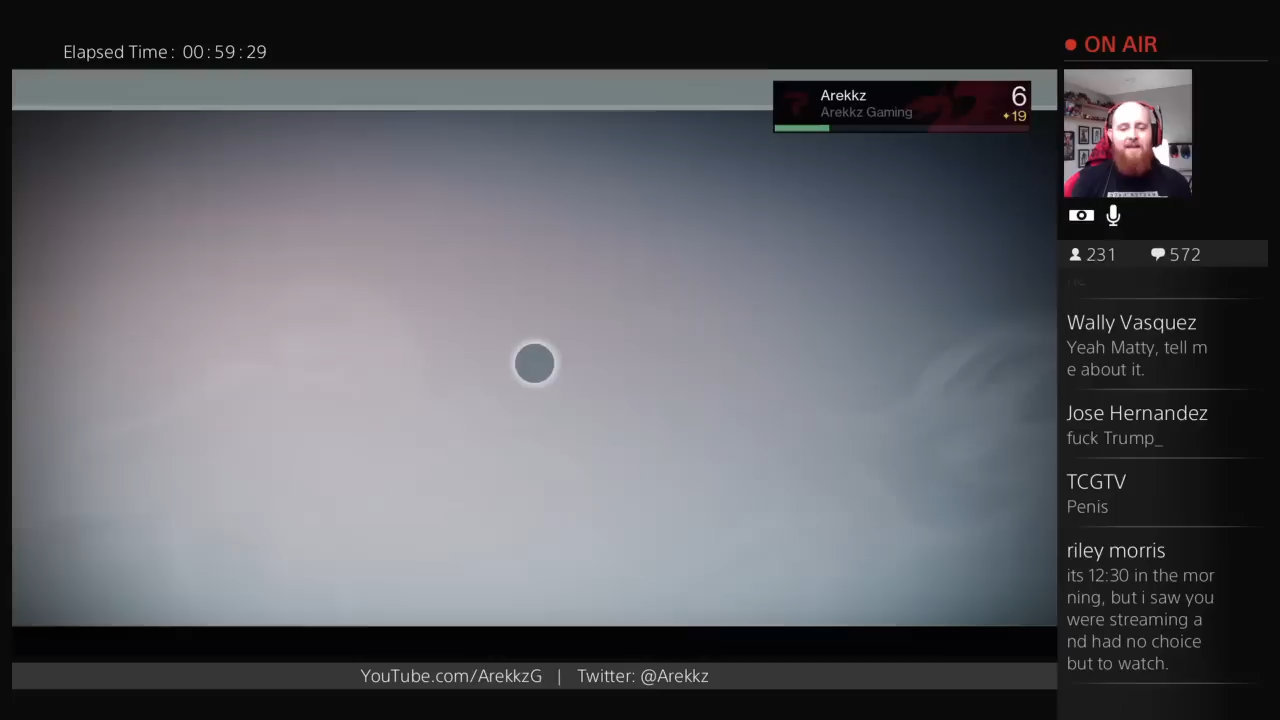 Elapsed Time: 00:59:29
ON AIR
Arekkz
6
Arekkz Gaming
+19
231
572
Wally Vasquez
Yeah Matty, tell m
e about it.
Jose Hernandez
fuck Trump_
TCGTV
Penis
riley morris
its 12:30 in the mor
ning, but i saw you
were streaming a
nd had no choice
but to watch.
YouTube.com/ArekkzG | Twitter: @Arekkz